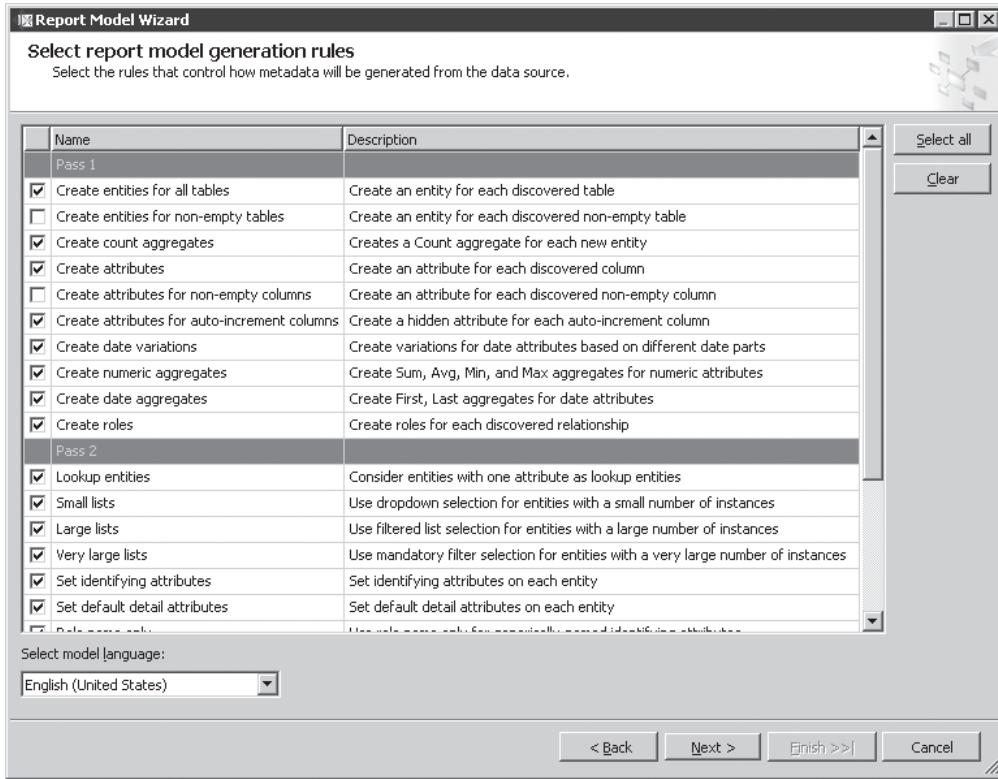 Report Model Wizard
Select report model generation rules
Select the rules that control how metadata will be generated from the data source.
Name Description
Select all
Pass 1
Clear
Create entities for all tables Create an entity for each discovered table
Create entities for non-empty tables Create an entity for each discovered non-empty table
Create count aggregates Creates a Count aggregate for each new entity
Create attributes Create an attribute for each discovered column
Create attributes for non-empty columns Create an attribute for each discovered non-empty column
Create attributes for auto-increment columns Create a hidden attribute for each auto-increment column
Create date variations Create variations for date attributes based on different date parts
Create numeric aggregates Create Sum, Avg, Min, and Max aggregates for numeric attributes
Create date aggregates Create First, Last aggregates for date attributes
Create roles Create roles for each discovered relationship
Pass 2
Lookup entities Consider entities with one attribute as lookup entities
Small lists Use dropdown selection for entities with a small number of instances
Large lists Use filtered list selection for entities with a large number of instances
Very large lists Use mandatory filter selection for entities with a very large number of instances
Set identifying attributes Set identifying attributes on each entity
Set default detail attributes Set default detail attributes on each entity
Select model language:
English (United States)
< Back Next > Finish >>| Cancel